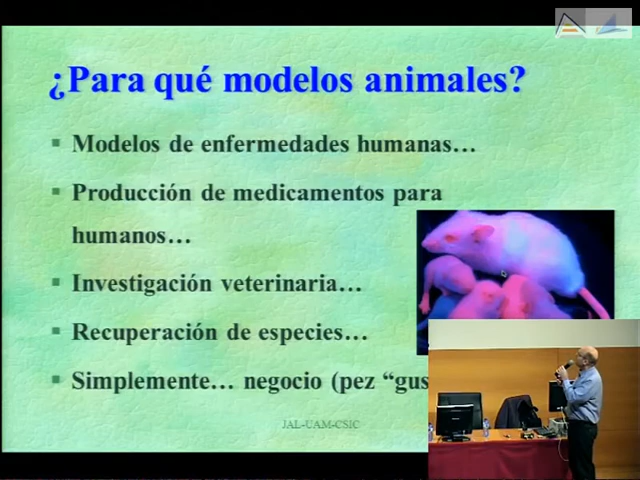 ¿Para qué modelos animales?
Modelos de enfermedades humanas…
Producción de medicamentos para
humanos…
Investigación veterinaria…
Recuperación de especies…
Simplemente… negocio (pez “gus
JAL-UAM-CSIC